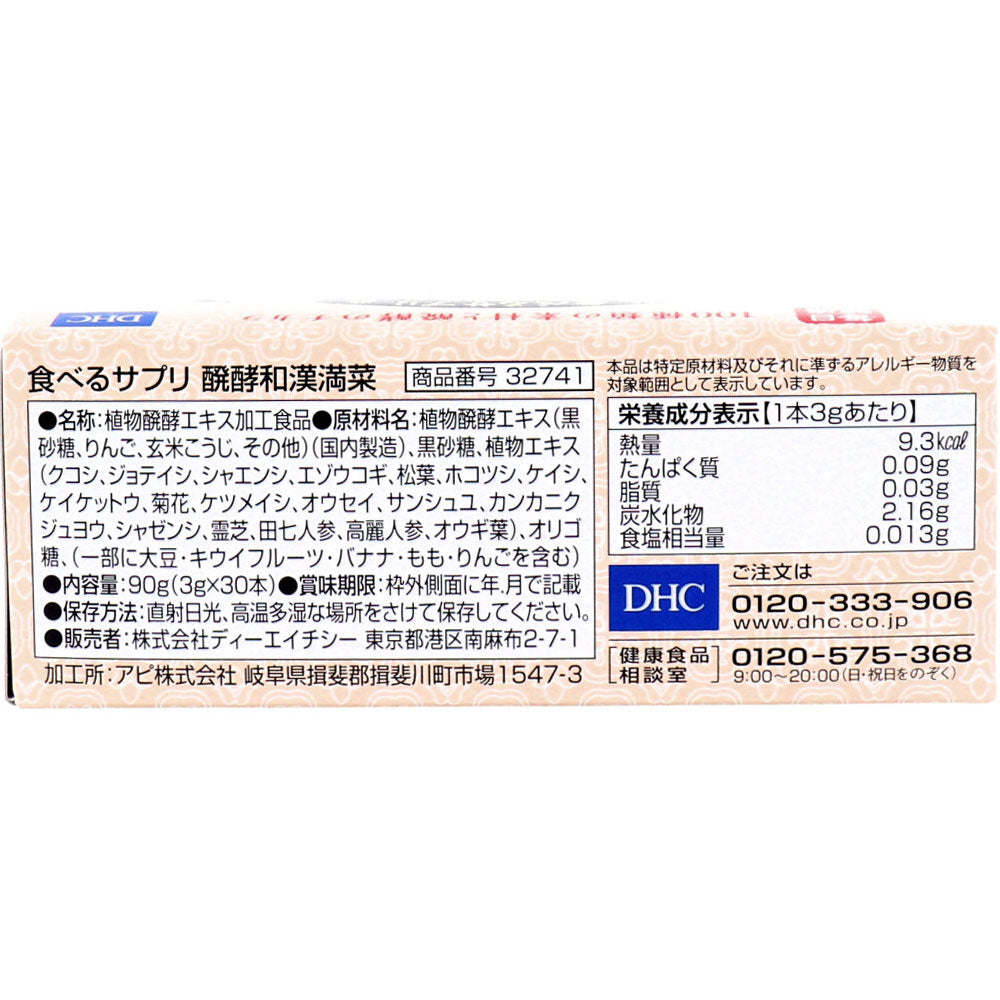 DHC
100種類の素材と醗酵のチカラ
食べるサプリ 醗酵和漢満菜
商品番号 32741
●名称:植物醗酵エキス加工食品●原材料名:植物醗酵エキス(黒
砂糖、りんご、玄米こうじ、その他)(国内製造)、黒砂糖、植物エキス
(クコシ、ジョテイシ、シャエンシ、エゾウコギ、松葉、ホコツシ、ケイシ、
ケイケットウ、菊花、ケツメイシ、オウセイ、サンシュユ、カンカニク
ジュヨウ、シャゼンシ、霊芝、田七人参、高麗人参、オウギ葉)、オリゴ
糖、(一部に大豆・キウイフルーツ・バナナ・もも・りんごを含む)
●内容量:90g(3g×30本)●賞味期限:枠外側面に年.月で記載
●保存方法:直射日光、高温多湿な場所をさけて保存してください。
●販売者:株式会社ディーエイチシー 東京都港区南麻布2-7-1
加工所:アピ株式会社 岐阜県揖斐郡揖斐川町市場1547-3
本品は特定原材料及びそれに準ずるアレルギー物質を
対象範囲として表示しています。
栄養成分表示【1本3gあたり】
熱量 9.3kcal
たんぱく質 0.09g
脂質 0.03g
炭水化物 2.16g
食塩相当量 0.013g
DHC
ご注文は
0120-333-906
www.dhc.co.jp
[健康食品相談室] 0120-575-368
9:00~20:00(日・祝日をのぞく)